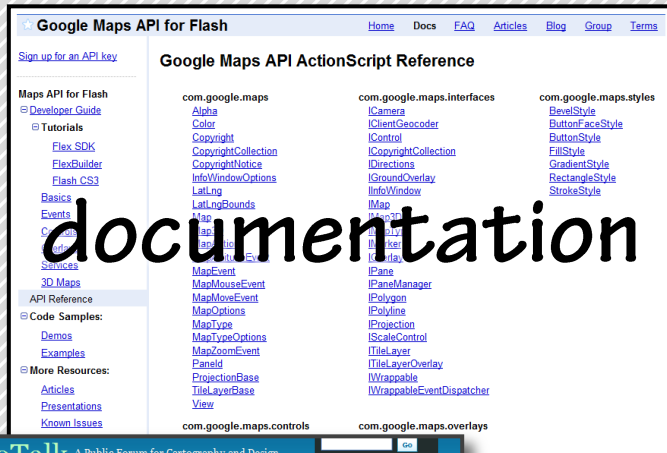 Google Maps API for Flash
Home Docs FAQ Articles Blog Group Terms
Sign up for an API key
Maps API for Flash
Developer Guide
Tutorials
Flex SDK
FlexBuilder
Flash CS3
Basics
Events
Services
3D Maps
API Reference
Code Samples:
Demos
Examples
More Resources:
Articles
Presentations
Known Issues
Google Maps API ActionScript Reference
com.google.maps
Alpha
Color
Copyright
CopyrightCollection
CopyrightNotice
InfoWindowOptions
LatLng
LatLngBounds
Map
MapEvent
MapMouseEvent
MapMoveEvent
MapOptions
MapType
MapTypeOptions
MapZoomEvent
PaneId
ProjectionBase
TileLayerBase
View
com.google.maps.controls
com.google.maps.interfaces
ICamera
IClientGeocoder
IControl
ICopyrightCollection
IDirections
IGroundOverlay
IInfoWindow
IMap
IMap3D
IPane
IPaneManager
IPolygon
IPolyline
IProjection
IScaleControl
ITileLayer
ITileLayerOverlay
IWrappable
IWrappableEventDispatcher
com.google.maps.overlays
com.google.maps.styles
BevelStyle
ButtonFaceStyle
ButtonStyle
FillStyle
GradientStyle
RectangleStyle
StrokeStyle
documentation
A Public Forum for Cartography and Design
Go